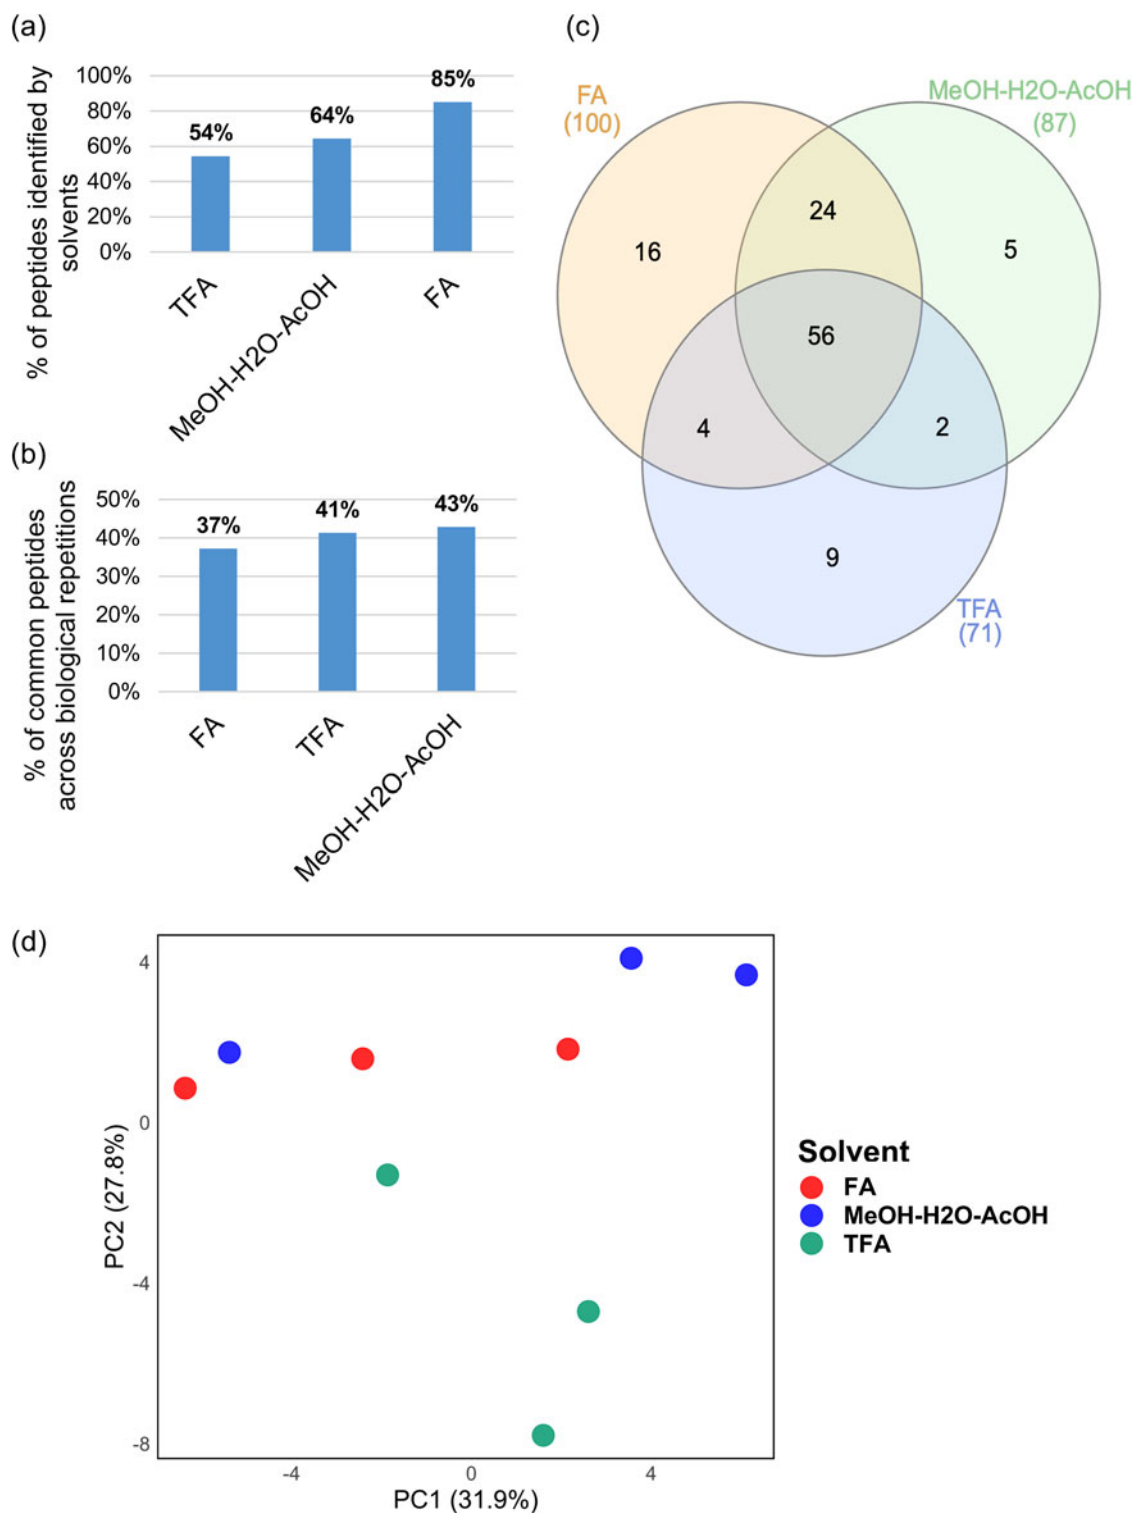 (a)
% of peptides identified by
solvents
100%
80%
60%
40%
20%
0%
54%
64%
85%
TFA
MeOH-H2O-AcOH
FA
(b)
% of common peptides
across biological repetitions
50%
40%
30%
20%
10%
0%
37%
41%
43%
FA
TFA
MeOH-H2O-AcOH
(c)
FA
(100)
MeOH-H2O-AcOH
(87)
24
16
5
56
4
2
9
TFA
(71)
(d)
PC2 (27.8%)
4
0
-4
-8
-4
0
4
PC1 (31.9%)
Solvent
FA
MeOH-H2O-AcOH
TFA